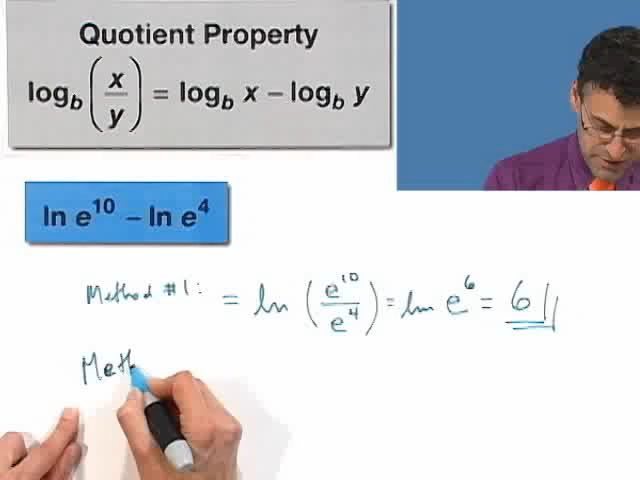 Quotient Property
log_b (x/y) = log_b x – log_b y
ln e^10 – ln e^4
Method #1: = ln (e^10/e^4) = ln e^6 = 6
Meth